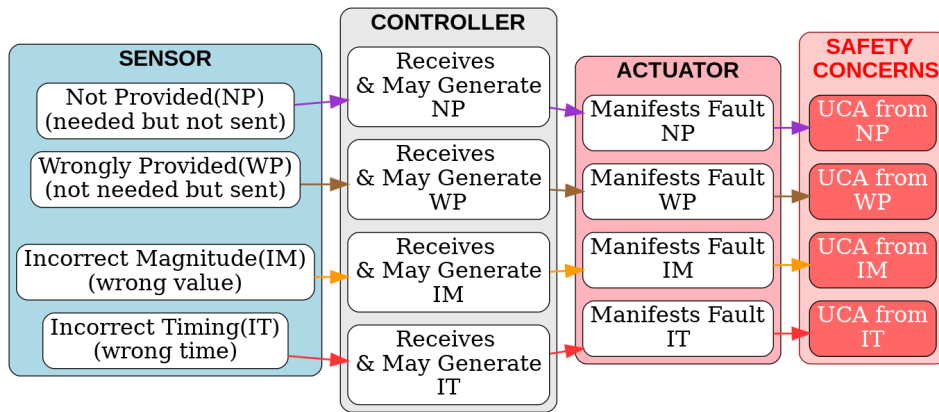 SENSOR
Not Provided(NP)
(needed but not sent)
Wrongly Provided(WP)
(not needed but sent)
Incorrect Magnitude(IM)
(wrong value)
Incorrect Timing(IT)
(wrong time)
CONTROLLER
Receives
& May Generate
NP
Receives
& May Generate
WP
Receives
& May Generate
IM
Receives
& May Generate
IT
ACTUATOR
Manifests Fault
NP
Manifests Fault
WP
Manifests Fault
IM
Manifests Fault
IT
SAFETY
CONCERNS
UCA from
NP
UCA from
WP
UCA from
IM
UCA from
IT